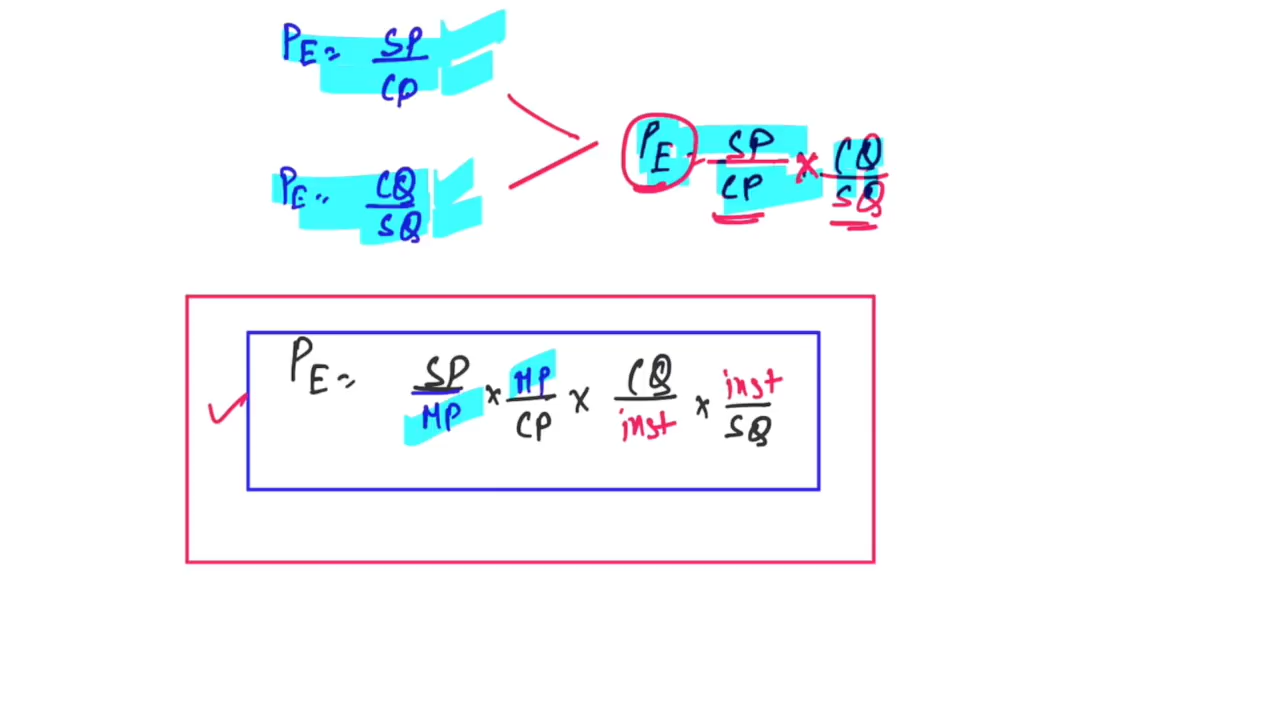 PE = SP / CP
PE = CQ / SQ
PE = SP / CP × CQ / SQ
PE = SP / MP × MP / CP × CQ / inst × inst / SQ